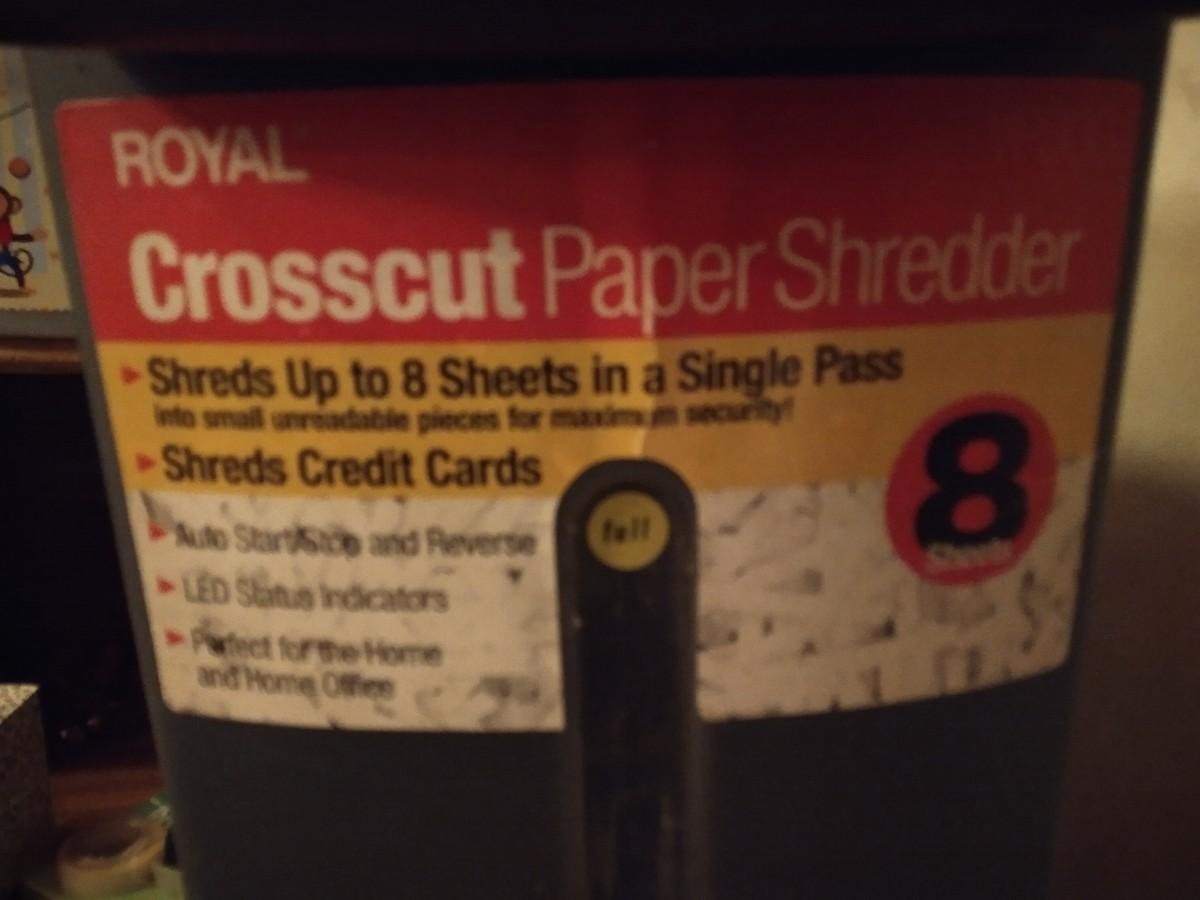 ROYAL
Crosscut Paper Shredder
Shreds Up to 8 Sheets in a Single Pass
into small unreadable pieces for maximum security!
Shreds Credit Cards
8
Sheets
full
Auto Start/Stop and Reverse
LED Status Indicators
Perfect for the Home
and Home Office